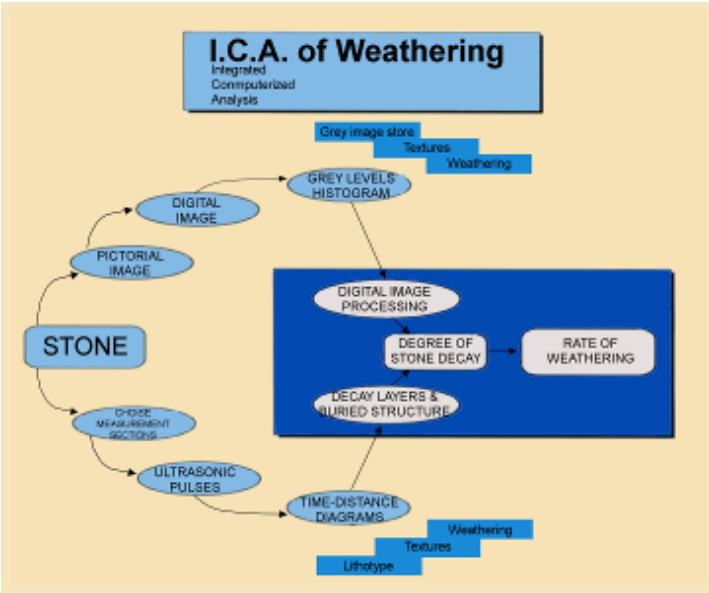 I.C.A. of Weathering
Integrated
Conmputerized
Analysis
Grey image store
Textures
Weathering
GREY LEVELS
HISTOGRAM
DIGITAL
IMAGE
PICTORIAL
IMAGE
DIGITAL IMAGE
PROCESSING
STONE
DEGREE OF
STONE DECAY
RATE OF
WEATHERING
DECAY LAYERS &
BURIED STRUCTURE
CHOISE
MEASUREMENT
SECTIONS
ULTRASONIC
PULSES
TIME-DISTANCE
DIAGRAMS
Weathering
Textures
Lithotype